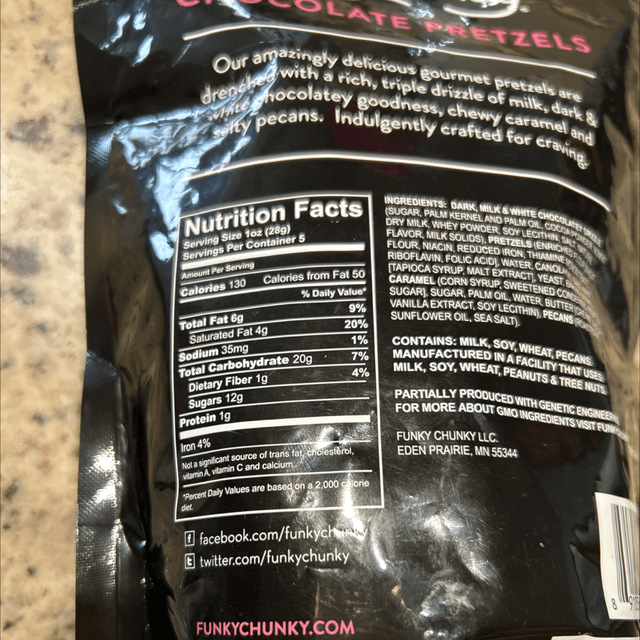 CHOCOLATE PRETZELS
Our amazingly delicious gourmet pretzels are
drenched with a rich, triple drizzle of milk, dark &
white chocolatey goodness, chewy caramel and
salty pecans. Indulgently crafted for craving.
Nutrition Facts
Serving Size 1oz (28g)
Servings Per Container 5
Amount Per Serving
Calories 130 Calories from Fat 50
% Daily Value*
Total Fat 6g 9%
Saturated Fat 4g 20%
Sodium 35mg 1%
Total Carbohydrate 20g 7%
Dietary Fiber 1g 4%
Sugars 12g
Protein 1g
Iron 4%
Not a significant source of trans fat, cholesterol,
vitamin A, vitamin C and calcium.
*Percent Daily Values are based on a 2,000 calorie
diet.
INGREDIENTS: DARK, MILK & WHITE CHOCOLATEY
(SUGAR, PALM KERNEL AND PALM OIL, COCOA
DRY MILK, WHEY POWDER, SOY LECITHIN, SALT
FLAVOR, MILK SOLIDS), PRETZELS (ENRICHED
FLOUR, NIACIN, REDUCED IRON, THIAMINE
RIBOFLAVIN, FOLIC ACID], WATER, CANOLA
[TAPIOCA SYRUP, MALT EXTRACT], YEAST,
CARAMEL (CORN SYRUP, SWEETENED
SUGAR], SUGAR, PALM OIL, WATER, BUTTER
VANILLA EXTRACT, SOY LECITHIN), PECANS
SUNFLOWER OIL, SEA SALT).
CONTAINS: MILK, SOY, WHEAT, PECANS.
MANUFACTURED IN A FACILITY THAT USES
MILK, SOY, WHEAT, PEANUTS & TREE NUTS
PARTIALLY PRODUCED WITH GENETIC
FOR MORE ABOUT GMO INGREDIENTS VISIT
FUNKY CHUNKY LLC.
EDEN PRAIRIE, MN 55344
facebook.com/funkychunky
twitter.com/funkychunky
FUNKYCHUNKY.COM